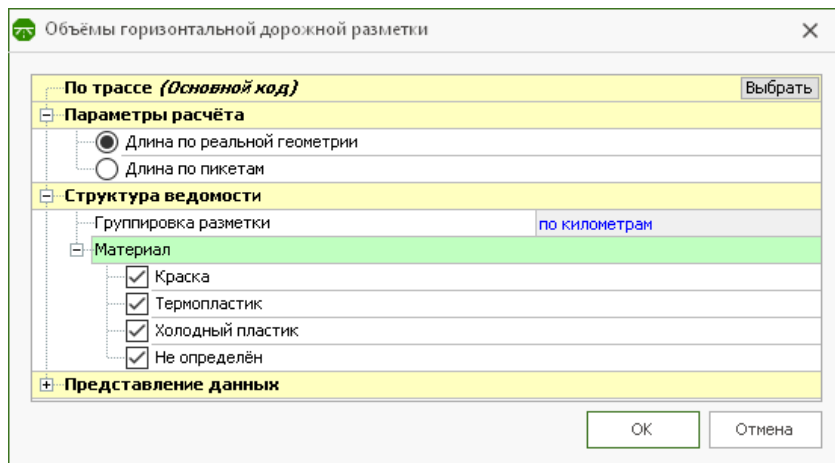 Объёмы горизонтальной дорожной разметки
По трассе (Основной код) Выбрать
Параметры расчёта
Длина по реальной геометрии
Длина по пикетам
Структура ведомости
Группировка разметки по километрам
Материал
Краска
Термопластик
Холодный пластик
Не определён
Представление данных
ОК Отмена